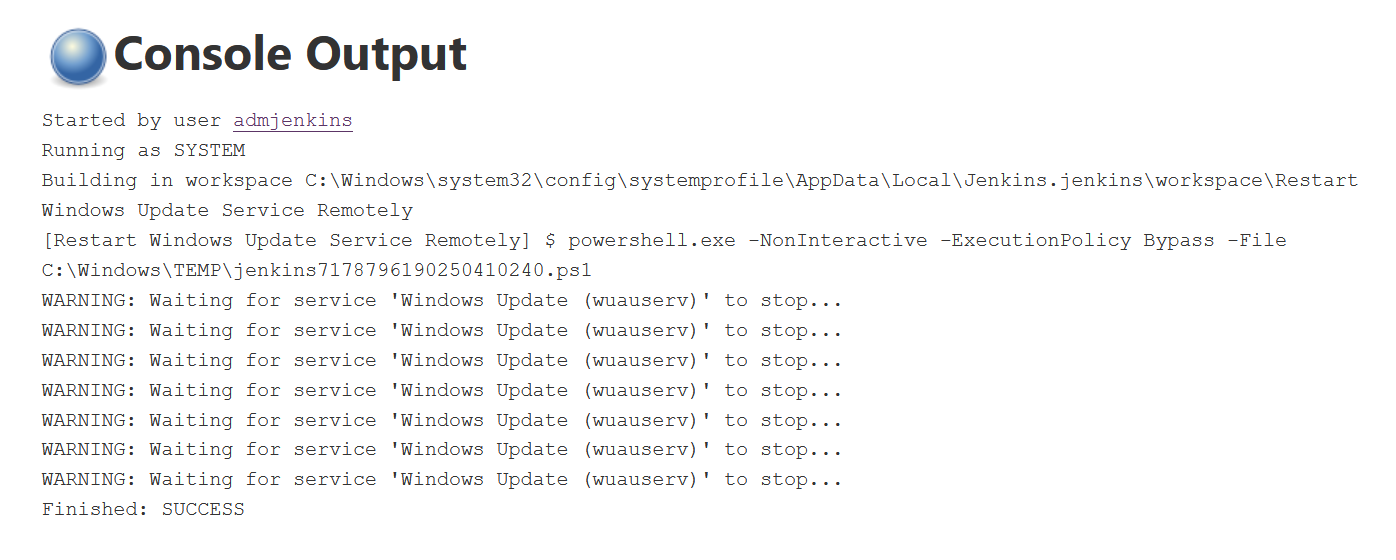 Console Output
Started by user admjenkins
Running as SYSTEM
Building in workspace C:\Windows\system32\config\systemprofile\AppData\Local\Jenkins.jenkins\workspace\Restart
Windows Update Service Remotely
[Restart Windows Update Service Remotely] $ powershell.exe -NonInteractive -ExecutionPolicy Bypass -File
C:\Windows\TEMP\jenkins7178796190250410240.ps1
WARNING: Waiting for service 'Windows Update (wuauserv)' to stop...
WARNING: Waiting for service 'Windows Update (wuauserv)' to stop...
WARNING: Waiting for service 'Windows Update (wuauserv)' to stop...
WARNING: Waiting for service 'Windows Update (wuauserv)' to stop...
WARNING: Waiting for service 'Windows Update (wuauserv)' to stop...
WARNING: Waiting for service 'Windows Update (wuauserv)' to stop...
WARNING: Waiting for service 'Windows Update (wuauserv)' to stop...
Finished: SUCCESS